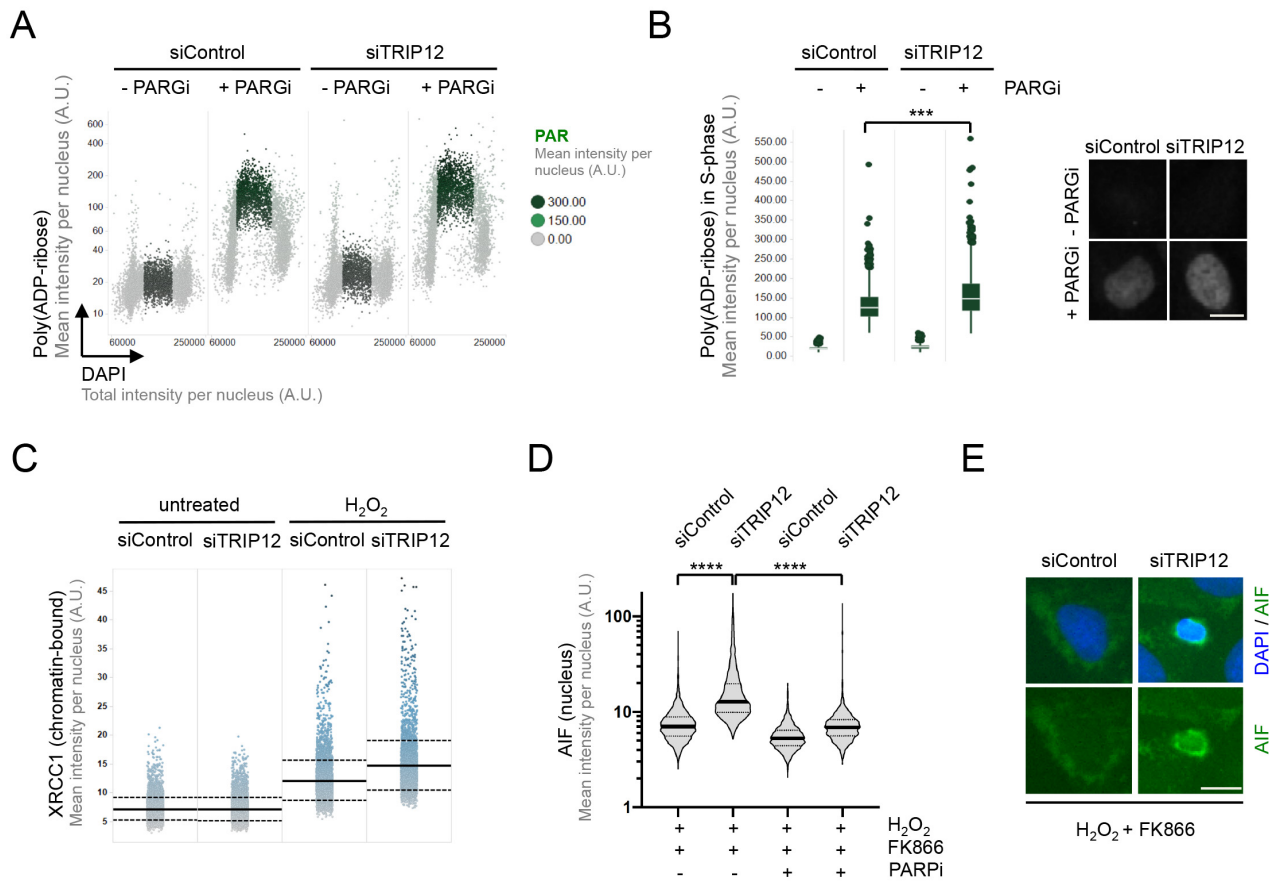 A
siControl
siTRIP12
- PARGi
+ PARGi
- PARGi
+ PARGi
Poly(ADP-ribose)
Mean intensity per nucleus (A.U.)
600
400
200
100
60
40
20
10
60000
250000
60000
250000
60000
250000
60000
250000
DAPI
Total intensity per nucleus (A.U.)
PAR
Mean intensity per
nucleus (A.U.)
300.00
150.00
0.00
B
siControl
siTRIP12
- + - + PARGi
***
Poly(ADP-ribose) in S-phase
Mean intensity per nucleus (A.U.)
550.00
500.00
450.00
400.00
350.00
300.00
250.00
200.00
150.00
100.00
50.00
0.00
siControl siTRIP12
- PARGi
+ PARGi
C
untreated
H₂O₂
siControl siTRIP12 siControl siTRIP12
XRCC1 (chromatin-bound)
Mean intensity per nucleus (A.U.)
45
40
35
30
25
20
15
10
5
D
siControl
siTRIP12
siControl
siTRIP12
**** ****
AIF (nucleus)
Mean intensity per nucleus (A.U.)
100
10
1
+ + + + H₂O₂
+ + + + FK866
- - + + PARPi
E
siControl siTRIP12
DAPI / AIF
AIF
H₂O₂ + FK866